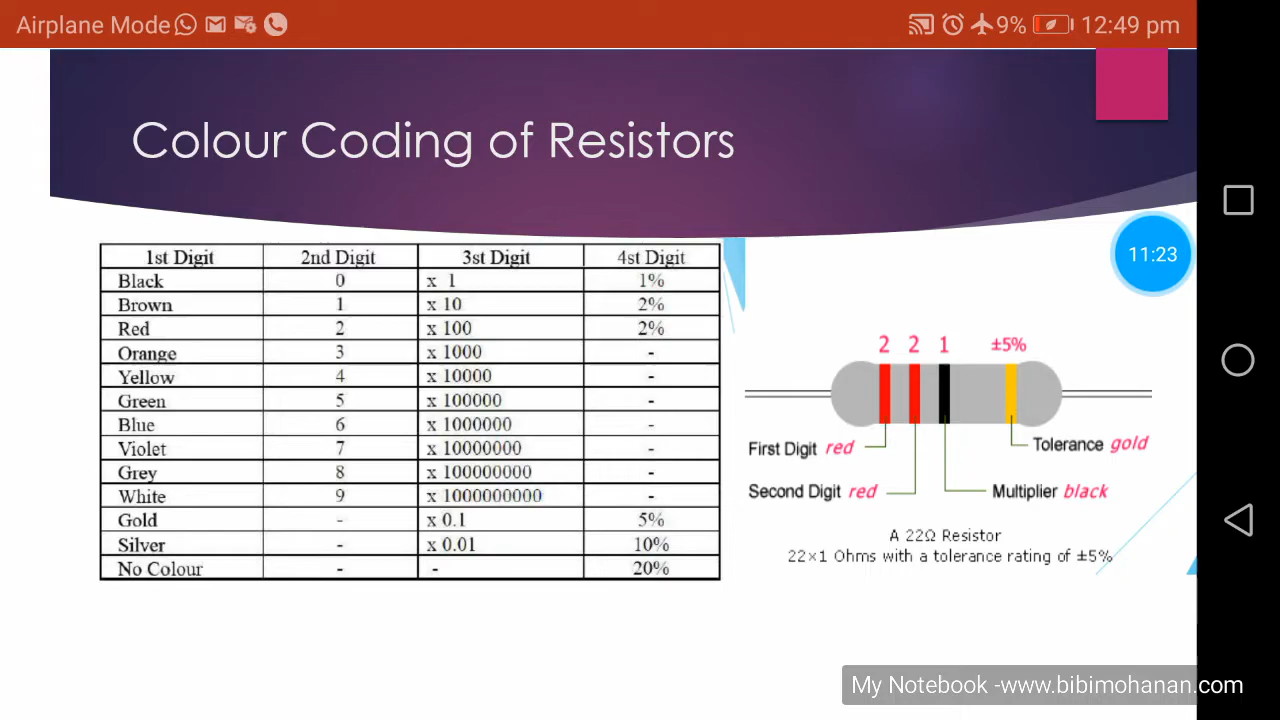 Airplane Mode 9% 12:49 pm
Colour Coding of Resistors
11:23
1st Digit 2nd Digit 3st Digit 4st Digit
Black 0 x 1 1%
Brown 1 x 10 2%
Red 2 x 100 2%
Orange 3 x 1000 -
Yellow 4 x 10000 -
Green 5 x 100000 -
Blue 6 x 1000000 -
Violet 7 x 10000000 -
Grey 8 x 100000000 -
White 9 x 1000000000 -
Gold - x 0.1 5%
Silver - x 0.01 10%
No Colour - - 20%
2 2 1 ±5%
First Digit red Tolerance gold
Second Digit red Multiplier black
A 22Ω Resistor
22×1 Ohms with a tolerance rating of ±5%
My Notebook -www.bibimohanan.com